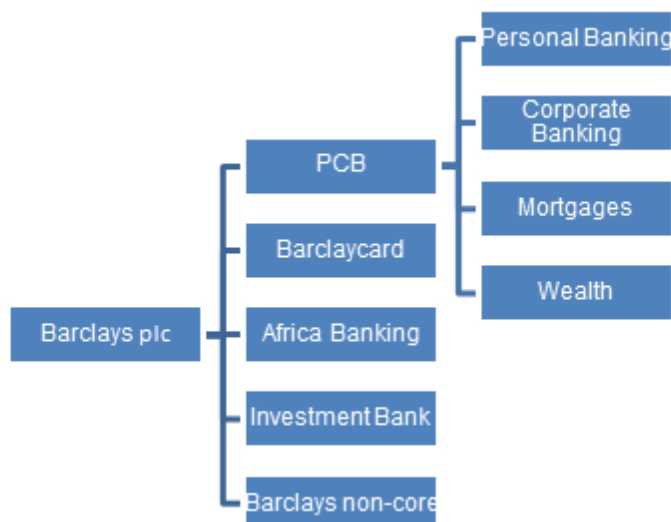 Personal Banking
Corporate
Banking
PCB
Mortgages
Barclaycard
Wealth
Barclays plc
Africa Banking
Investment Bank
Barclays non-core